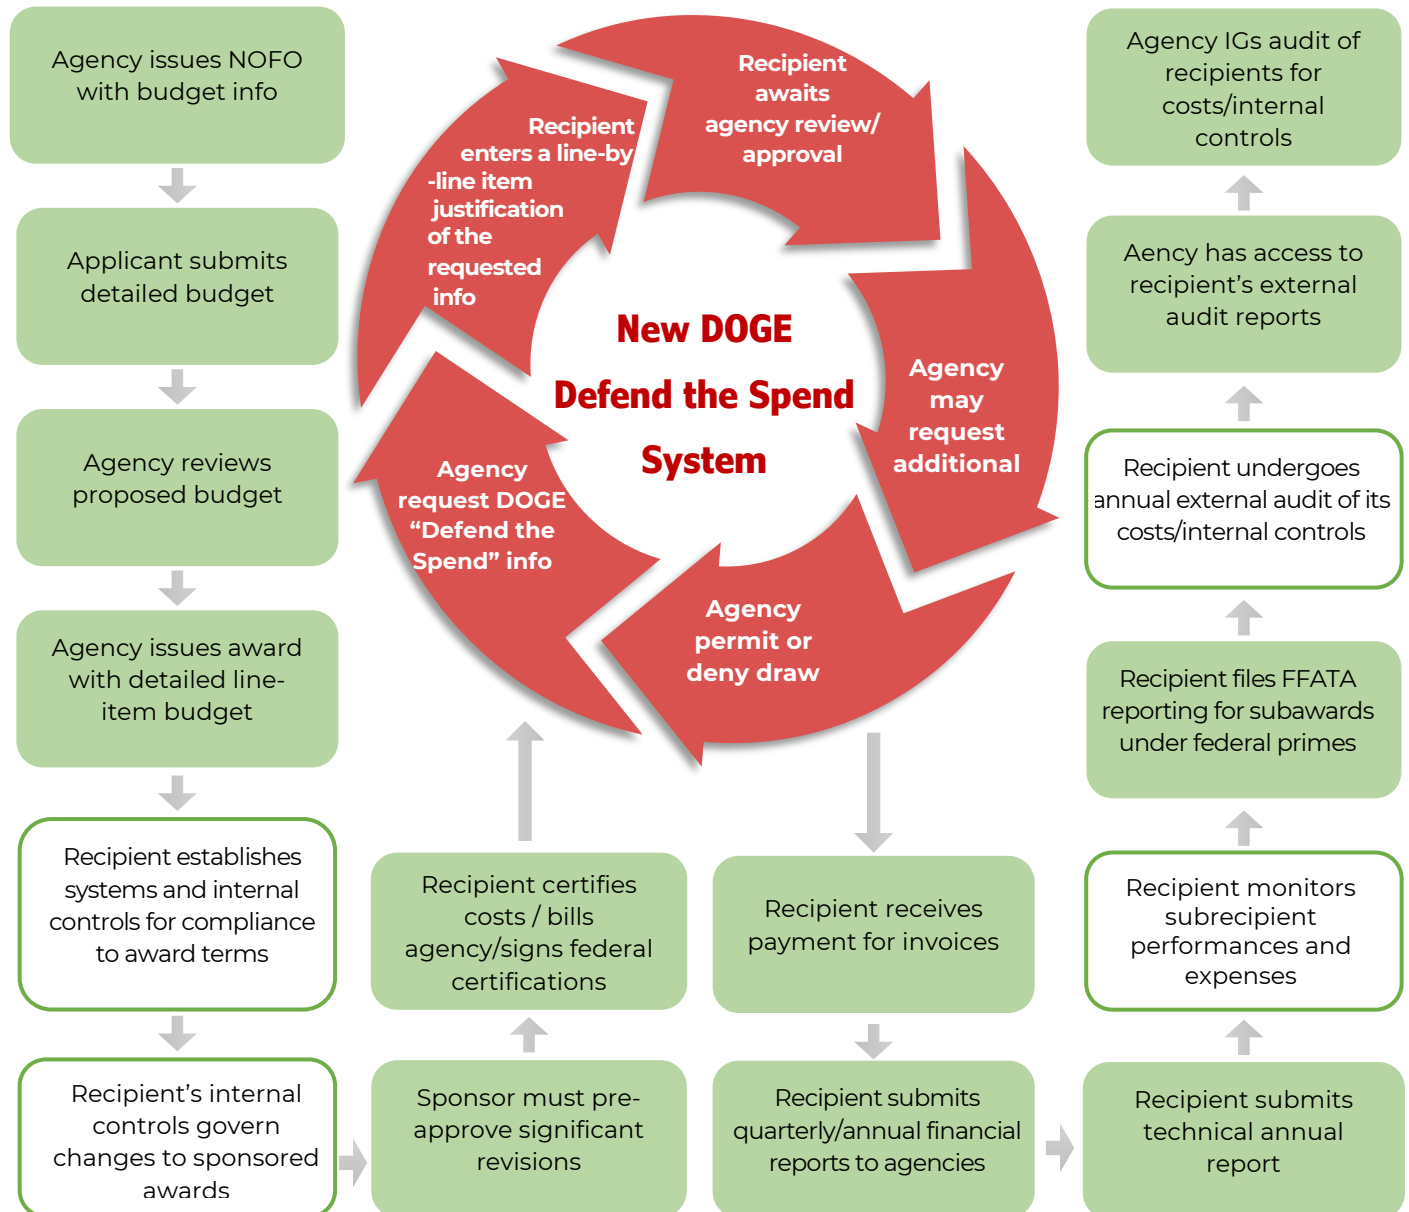 Agency issues NOFO
with budget info
Applicant submits
detailed budget
Agency reviews
proposed budget
Agency issues award
with detailed line-
item budget
Recipient establishes
systems and internal
controls for compliance
to award terms
Recipient's internal
controls govern
changes to sponsored
awards
Sponsor must pre-
approve significant
revisions
Recipient certifies
costs / bills
agency/signs federal
certifications
New DOGE
Defend the Spend
System
Agency
request DOGE
“Defend the
Spend” info
Recipient
enters a line-by
-line item
justification
of the
requested
info
Recipient
awaits
agency review/
approval
Agency
may
request
additional
Agency
permit or
deny draw
Recipient receives
payment for invoices
Recipient submits
quarterly/annual financial
reports to agencies
Recipient submits
technical annual
report
Recipient monitors
subrecipient
performances and
expenses
Recipient files FFATA
reporting for subawards
under federal primes
Recipient undergoes
annual external audit of its
costs/internal controls
Aency has access to
recipient's external
audit reports
Agency IGs audit of
recipients for
costs/internal
controls